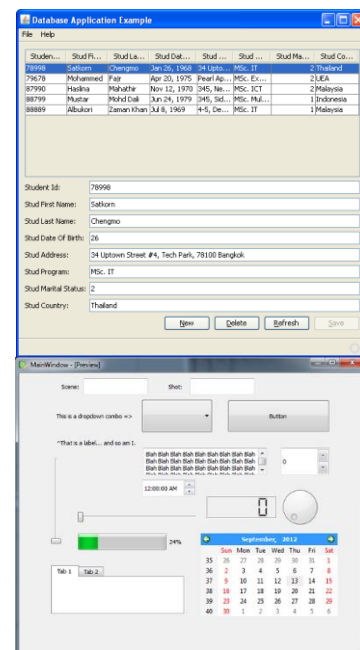 Database Application Example
File Help
Studen... Stud Fi... Stud La... Stud Dat... Stud ... Stud ... Stud Ma... Stud Co...
78998 Satkorn Chengmo Jan 26, 1968 34 Upto... MSc. IT 2 Thailand
79678 Mohammed Fajr Apr 20, 1975 Pearl Ap... MSc. Ex... 2 UEA
87990 Haslina Mahathir Nov 12, 1970 345, Ne... MSc. ICT 2 Malaysia
88799 Mustar Mohd Dali Jun 24, 1979 345, Sid... MSc. Mul... 1 Indonesia
88889 Albukori Zaman Khan Jul 8, 1969 4-5, De... MSc. IT 1 Malaysia
Student Id: 78998
Stud First Name: Satkorn
Stud Last Name: Chengmo
Stud Date Of Birth: 26
Stud Address: 34 Uptown Street #4, Tech Park, 78100 Bangkok
Stud Program: MSc. IT
Stud Marital Status: 2
Stud Country: Thailand
New Delete Refresh Save
MainWindow - [Preview]
Scene: Shot:
This is a dropdown combo => Button
^That is a label... and so am I.
Blah Blah Blah Blah Blah Blah Blah Blah
Blah Blah Blah Blah Blah Blah Blah Blah
Blah Blah Blah Blah Blah Blah Blah Blah
0
12:00:00 AM
0
24%
Tab 1 Tab 2
September, 2012
Sun Mon Tue Wed Thu Fri Sat
35 26 27 28 29 30 31 1
36 2 3 4 5 6 7 8
37 9 10 11 12 13 14 15
38 16 17 18 19 20 21 22
39 23 24 25 26 27 28 29
40 30 1 2 3 4 5 6